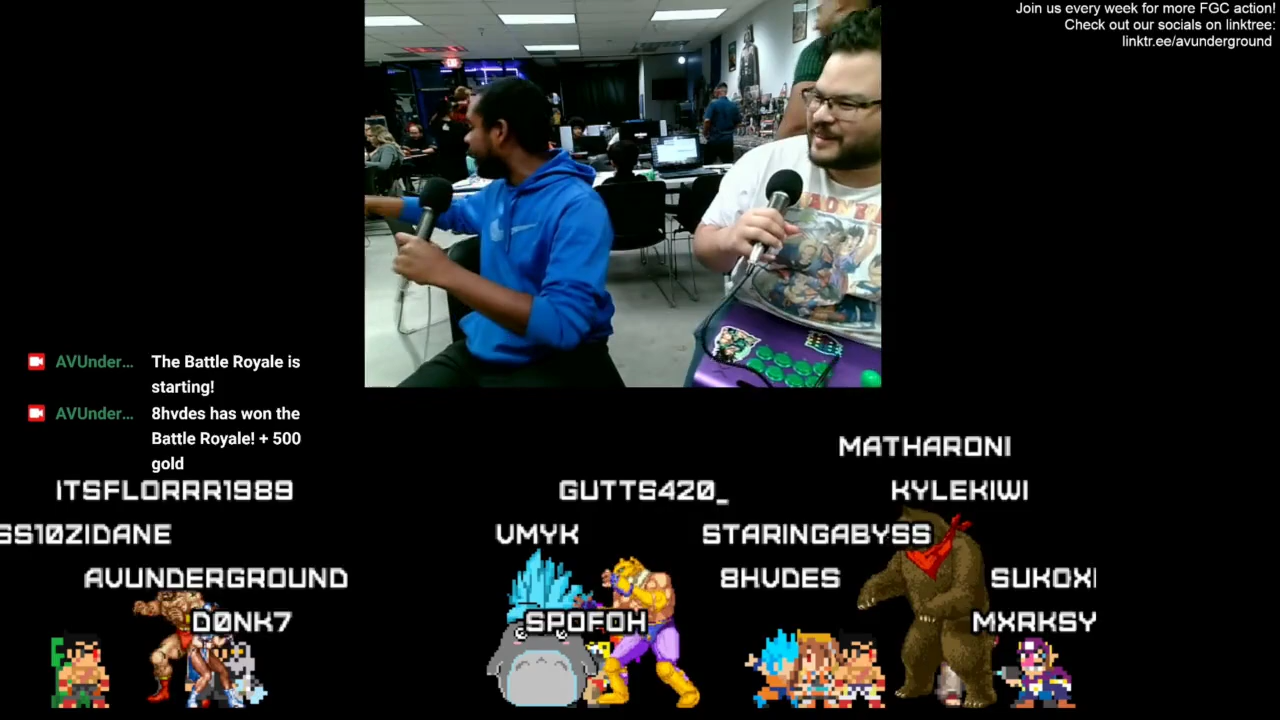 Join us every week for more FGC action!
Check out our socials on linktree:
linktr.ee/avunderground
AVUnder... The Battle Royale is
starting!
AVUnder... 8hvdes has won the
Battle Royale! + 500
gold
MATHARONI
ITSFLORRR1989
GUTTS420_
KYLEKIWI
SS10ZIDANE
VMYK
STARINGABYSS
AVUNDERGROUND
8HVDES
SUKOXI
D0NK7
SPOFOH
MXRKSY